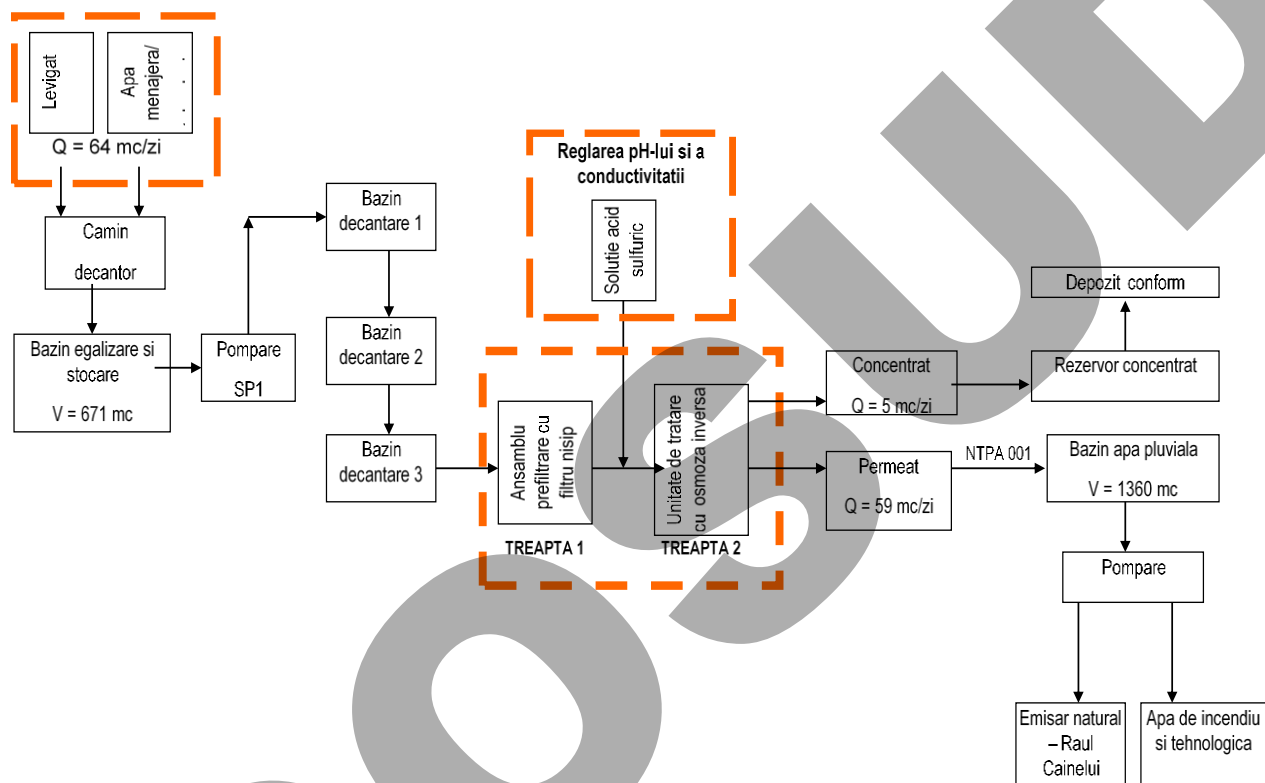 Levigat
Apa
menajera/
Q = 64 mc/zi
Camin
decantor
Bazin egalizare si
stocare
V = 671 mc
Pompare
SP1
Bazin
decantare 1
Bazin
decantare 2
Bazin
decantare 3
Reglarea pH-lui si a
conductivitatii
Solutie acid
sulfuric
Ansamblu
prefiltrare cu
filtru nisip
TREAPTA 1
Unitate de tratare
cu osmoza inversa
TREAPTA 2
Concentrat
Q = 5 mc/zi
Rezervor concentrat
Depozit conform
Permeat
Q = 59 mc/zi
NTPA 001
Bazin apa pluviala
V = 1360 mc
Pompare
Emisar natural
– Raul
Cainelui
Apa de incendiu
si tehnologica